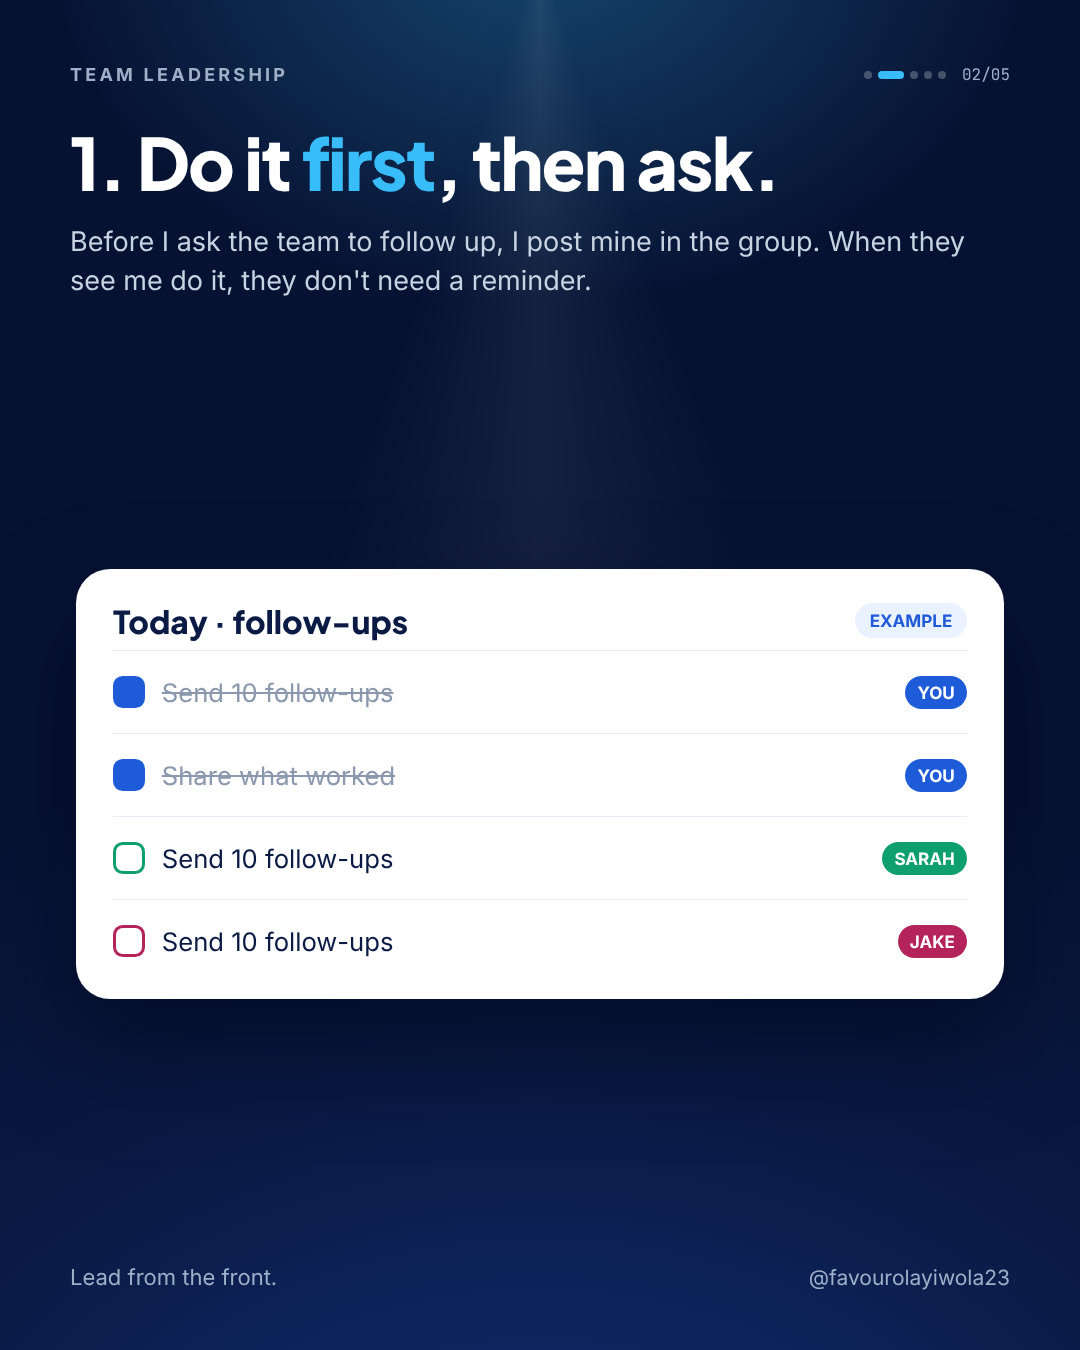 TEAM LEADERSHIP
02/05
1. Do it first, then ask.
Before I ask the team to follow up, I post mine in the group. When they
see me do it, they don't need a reminder.
Today · follow-ups
EXAMPLE
Send 10 follow-ups
YOU
Share what worked
YOU
Send 10 follow-ups
SARAH
Send 10 follow-ups
JAKE
Lead from the front.
@favourolayiwola23